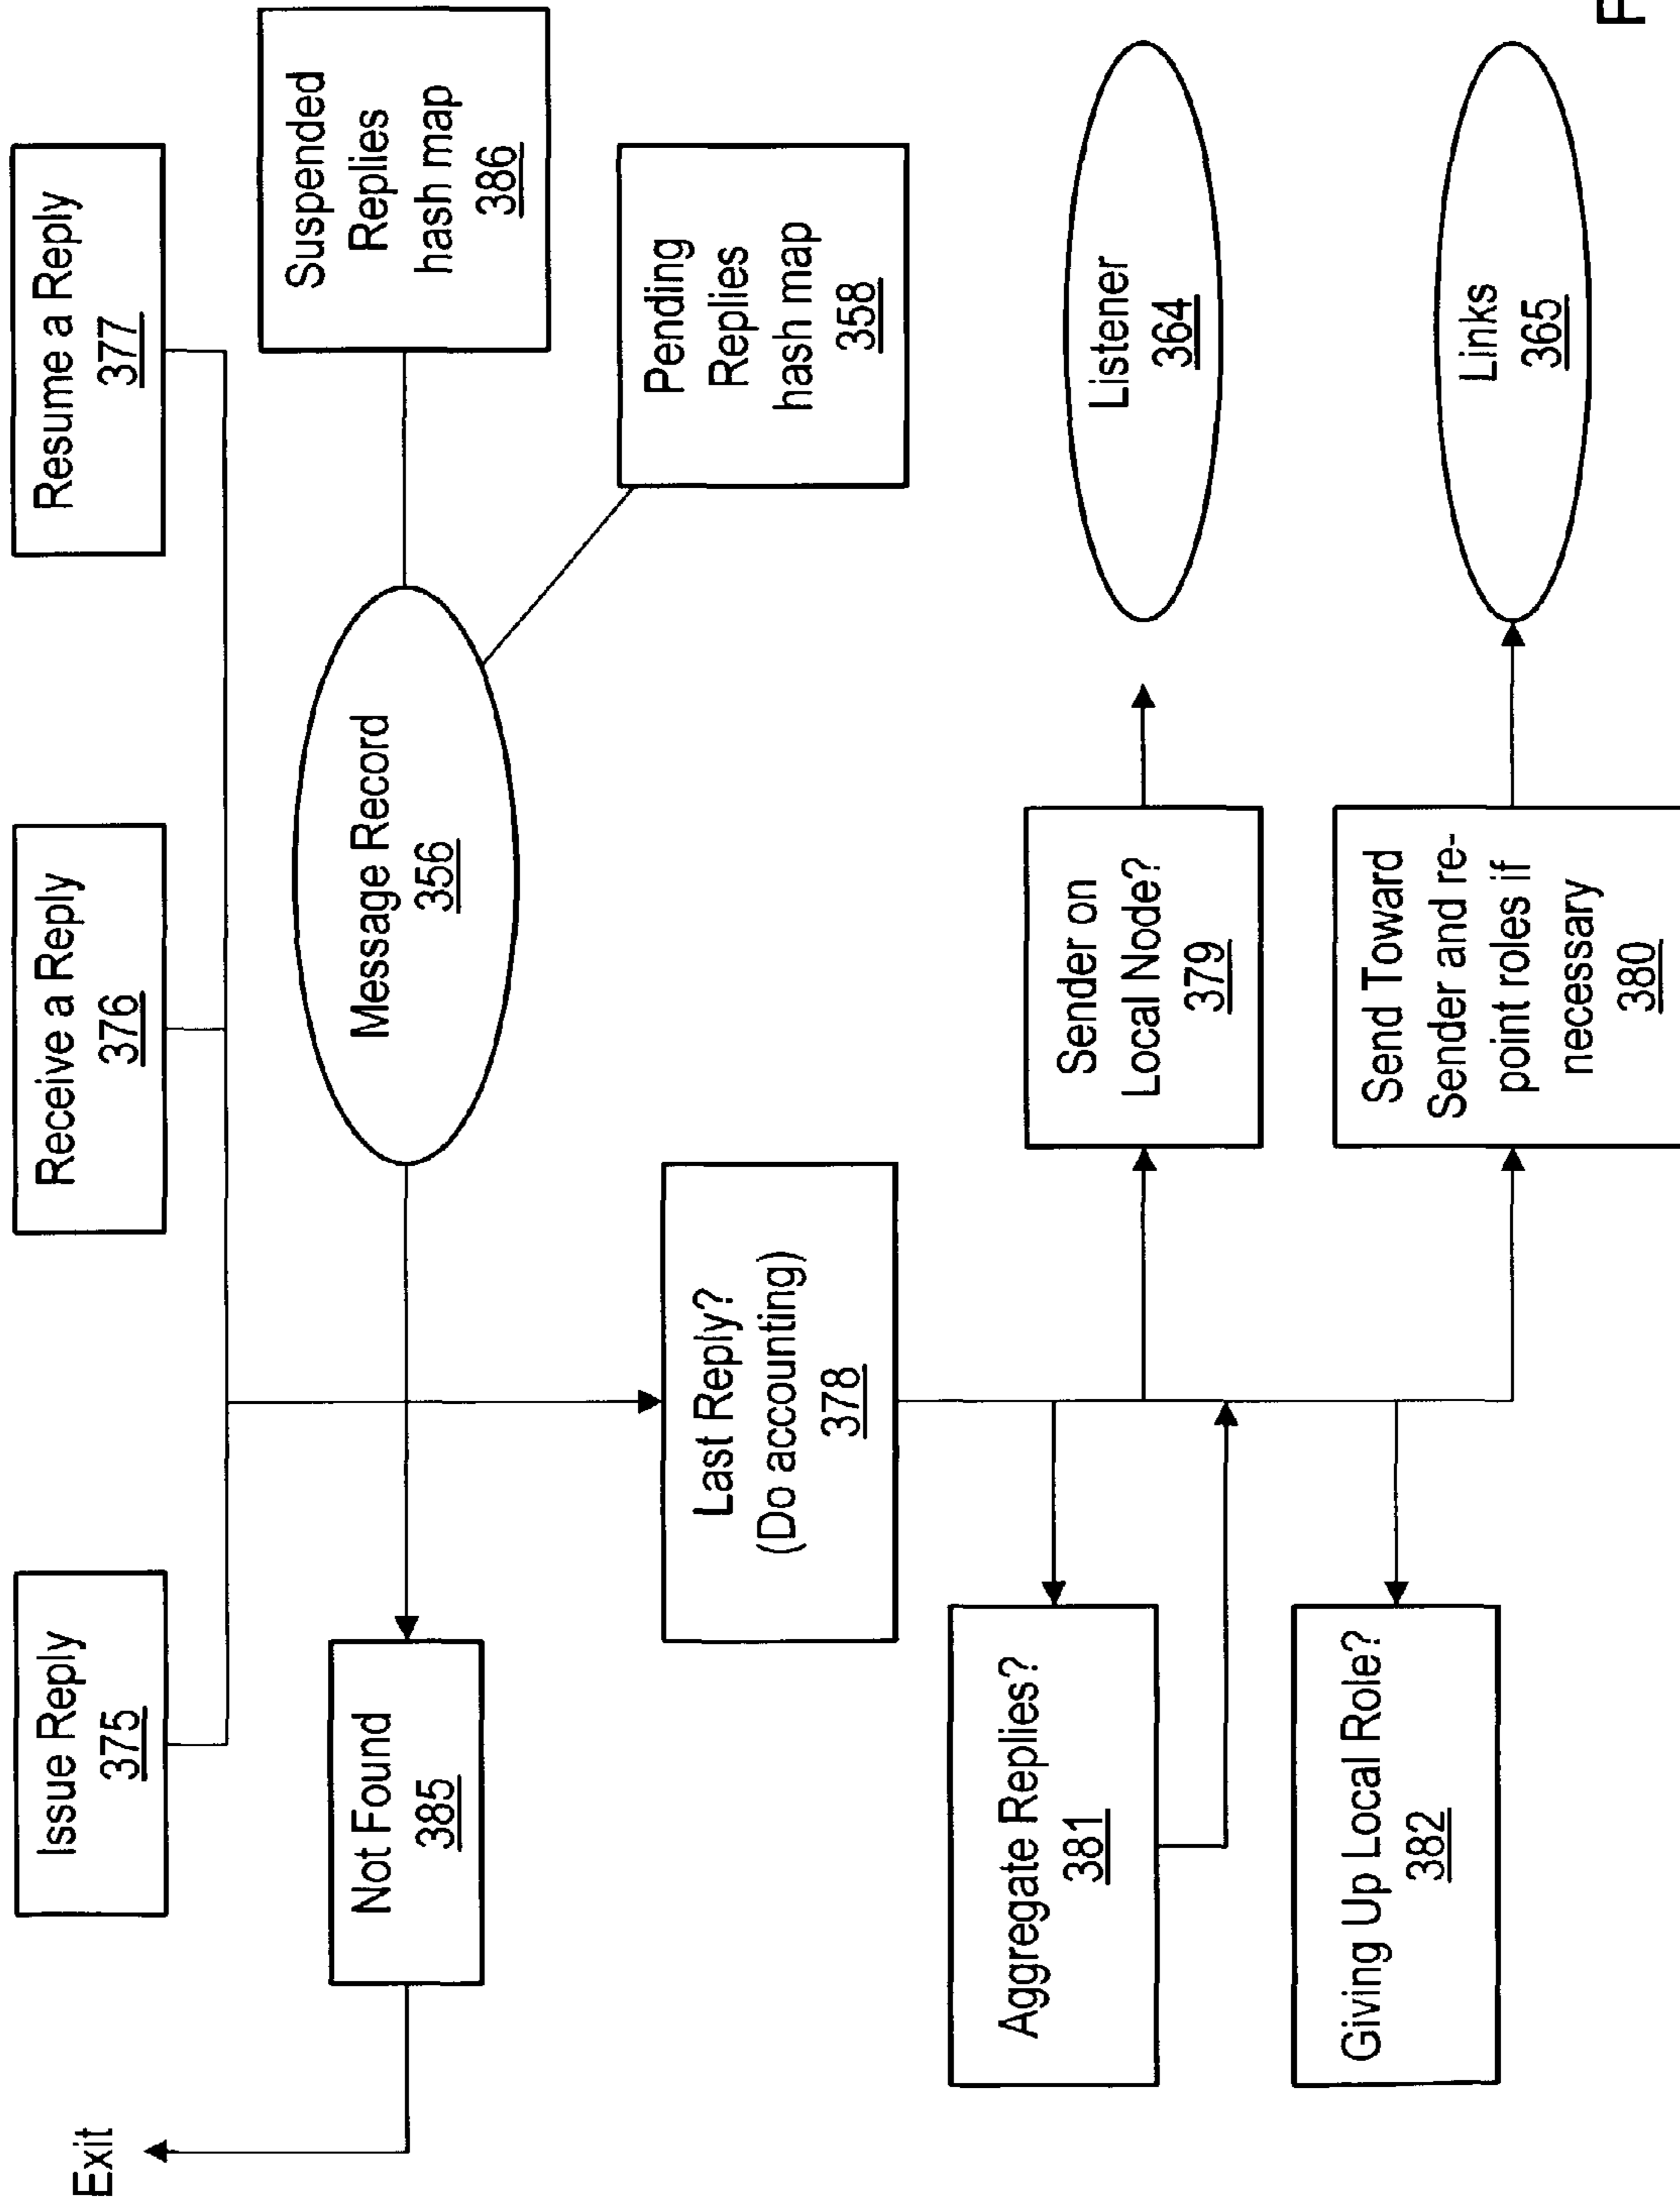 Exit
Issue Reply
375
Receive a Reply
376
Resume a Reply
377
Not Found
385
Message Record
356
Suspended
Replies
hash map
386
Last Reply?
(Do accounting)
378
Pending
Replies
hash map
358
Aggregate Replies?
381
Sender on
Local Node?
379
Listener
364
Giving Up Local Role?
382
Send Toward
Sender and re-
point roles if
necessary
380
Links
365
F